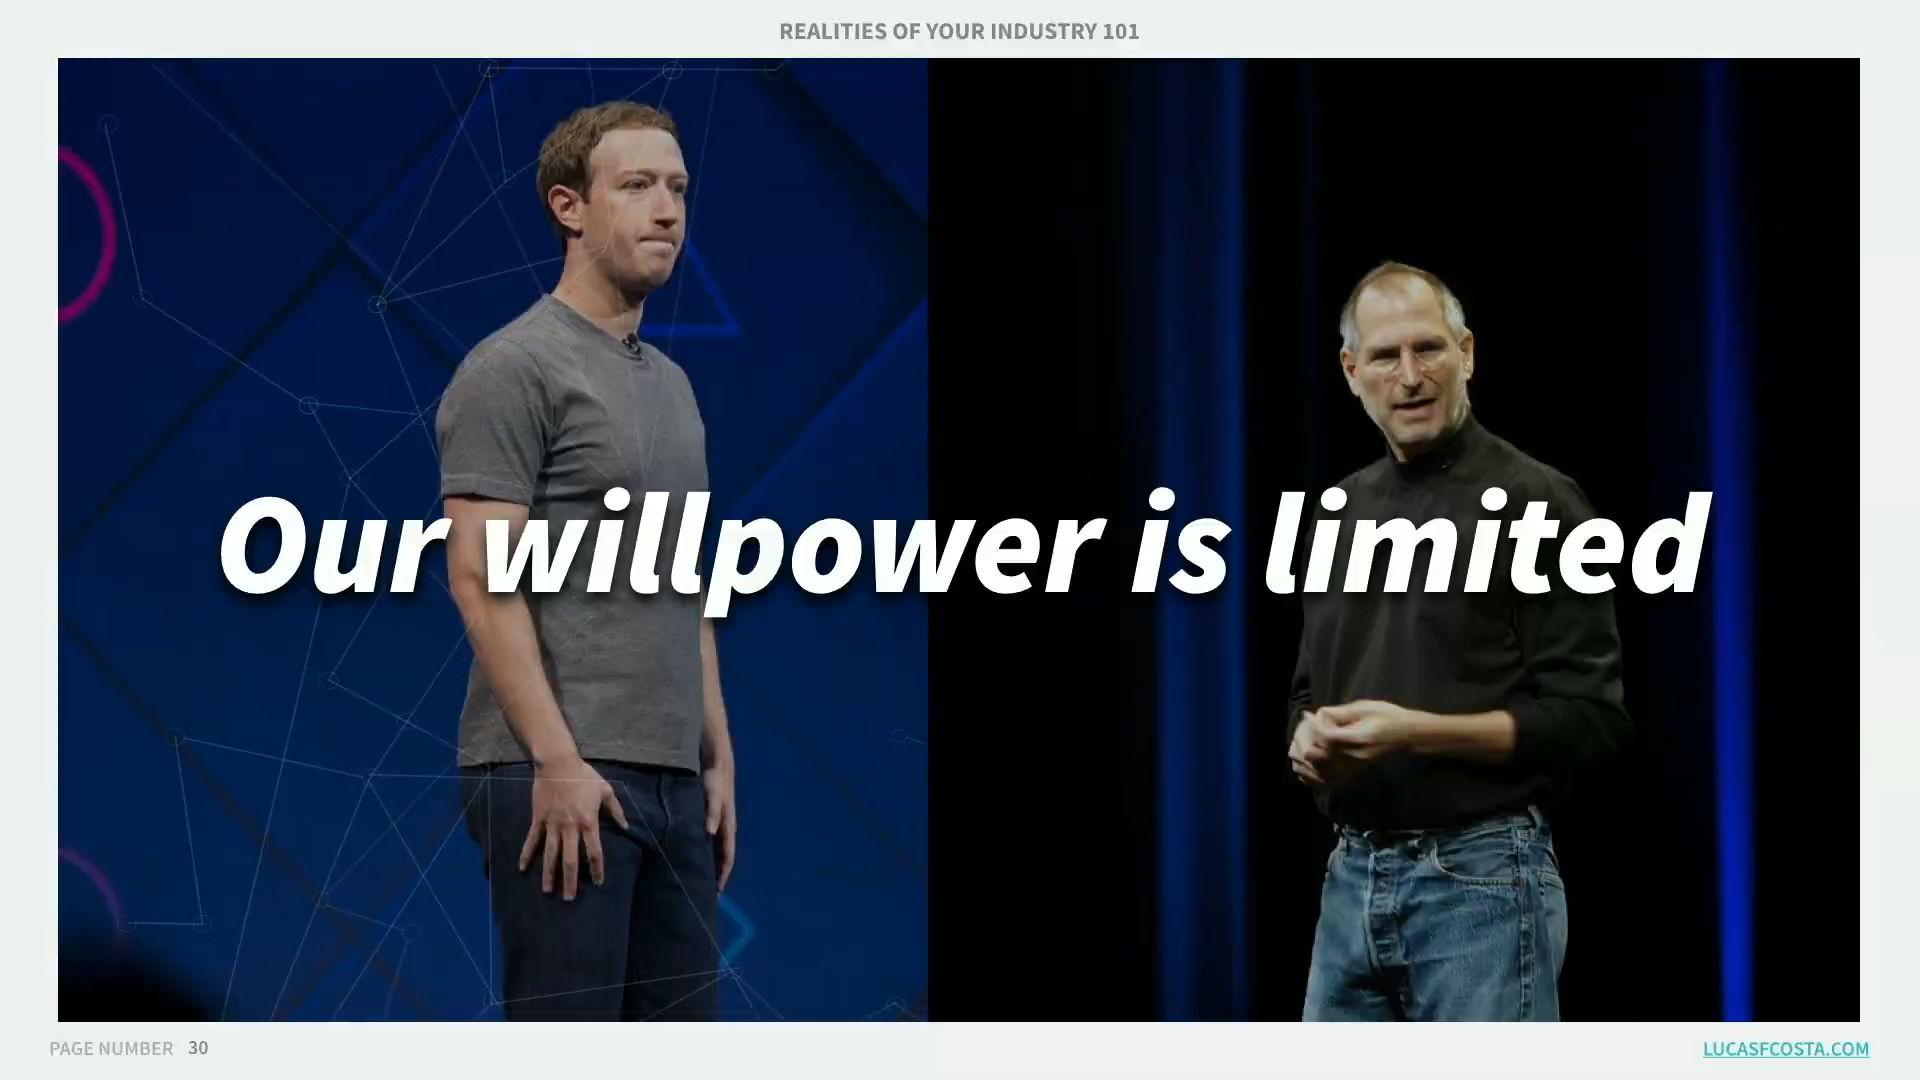 REALITIES OF YOUR INDUSTRY 101
Our willpower is limited
PAGE NUMBER 30
LUCASFCOSTA.COM